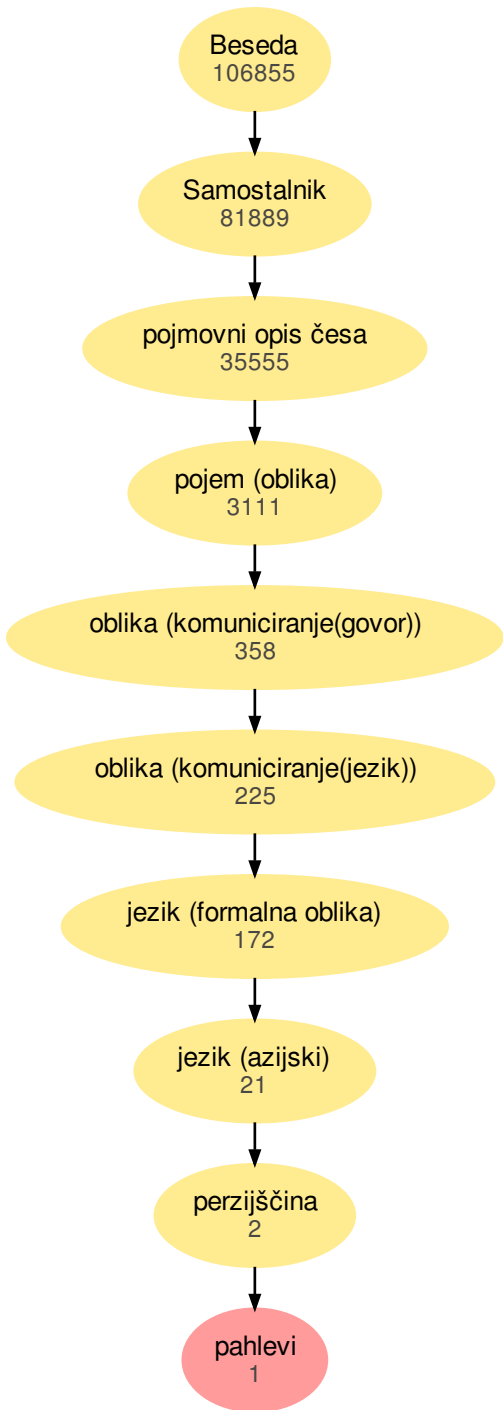 Beseda
106855
Samostalnik
81889
pojmovni opis česa
35555
pojem (oblika)
3111
oblika (komuniciranje(govor))
358
oblika (komuniciranje(jezik))
225
jezik (formalna oblika)
172
jezik (azijski)
21
perzijščina
2
pahlevi
1